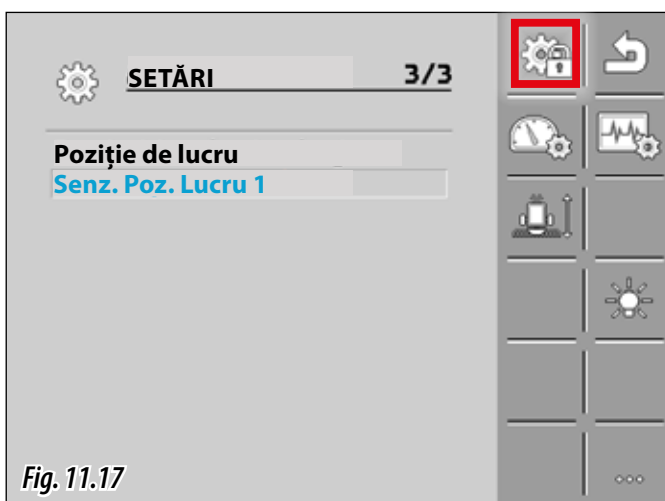 SETĂRI 3/3
Poziție de lucru
Senz. Poz. Lucru 1
Fig. 11.17